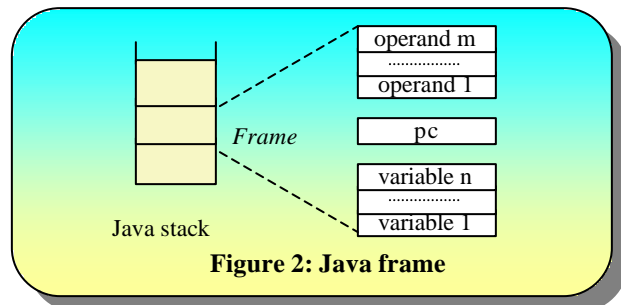 operand m
.................
operand 1
Frame
pc
variable n
.................
variable 1
Java stack
Figure 2: Java frame